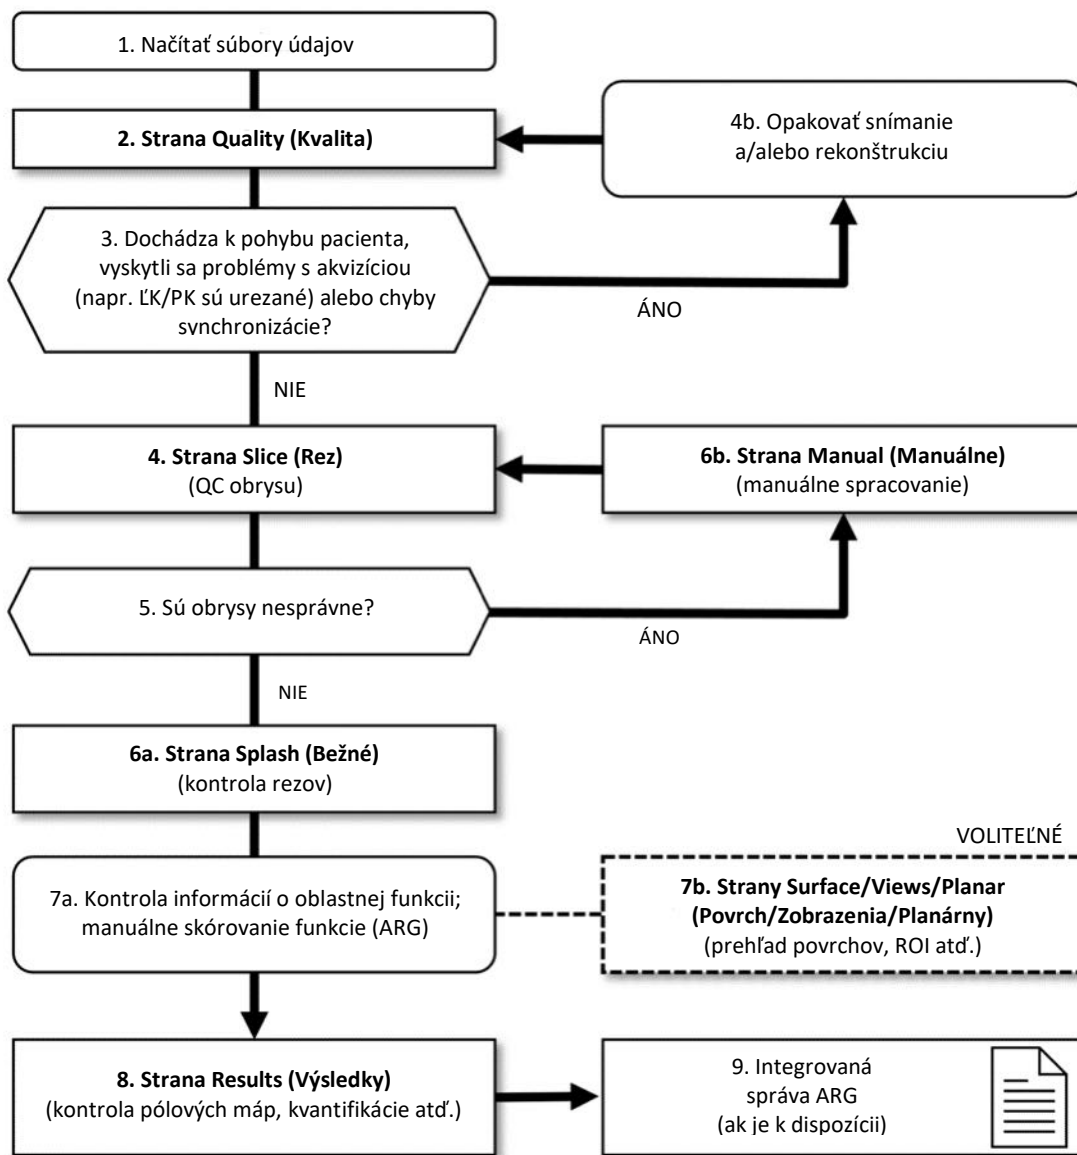 1. Načítať súbory údajov
2. Strana Quality (Kvalita)
4b. Opakovať snímanie
a/alebo rekonštrukciu
3. Dochádza k pohybu pacienta,
vyskytli sa problémy s akvizíciou
(napr. ĽK/PK sú urezané) alebo chyby
synchronizácie?
ÁNO
NIE
4. Strana Slice (Rez)
(QC obrysu)
6b. Strana Manual (Manuálne)
(manuálne spracovanie)
5. Sú obrysy nesprávne?
ÁNO
NIE
6a. Strana Splash (Bežné)
(kontrola rezov)
VOLITEĽNÉ
7a. Kontrola informácií o oblastnej funkcii;
manuálne skórovanie funkcie (ARG)
7b. Strany Surface/Views/Planar
(Povrch/Zobrazenia/Planárny)
(prehľad povrchov, ROI atď.)
8. Strana Results (Výsledky)
(kontrola pólových máp, kvantifikácie atď.)
9. Integrovaná
správa ARG
(ak je k dispozícii)